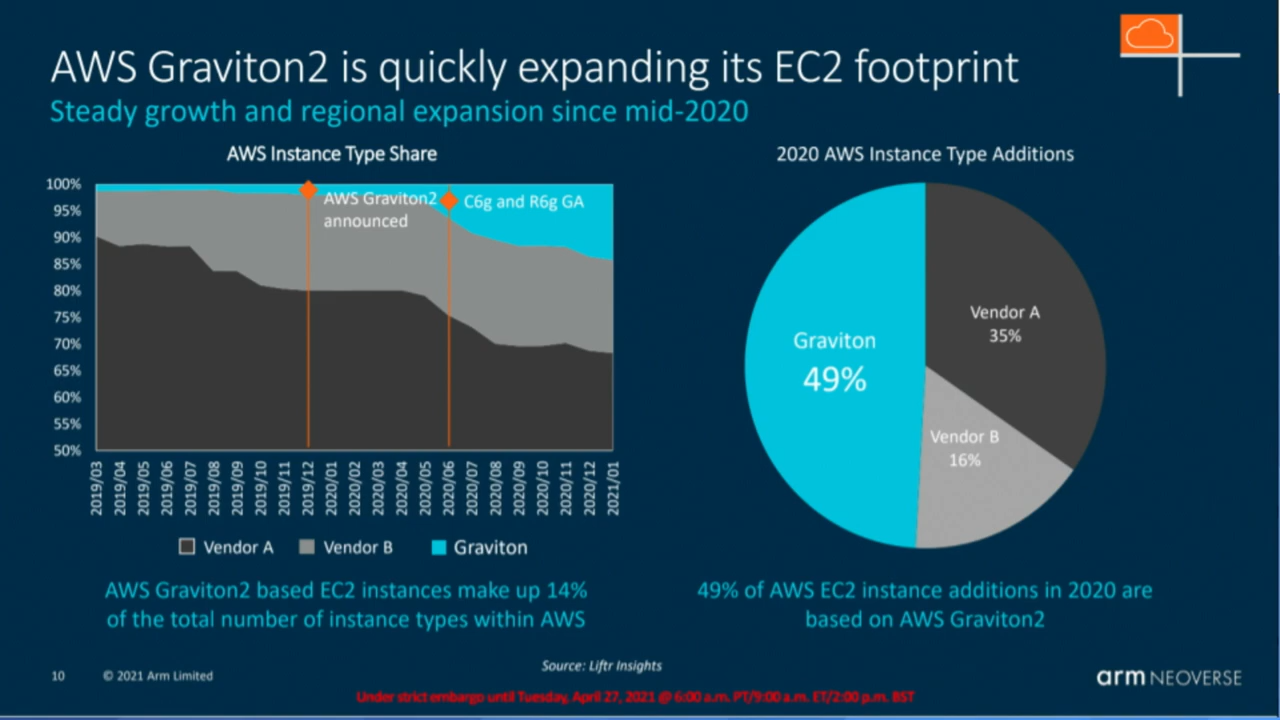 AWS Graviton2 is quickly expanding its EC2 footprint
Steady growth and regional expansion since mid-2020
AWS Instance Type Share
100%
95%
90%
85%
80%
75%
70%
65%
60%
55%
50%
AWS Graviton2
announced
C6g and R6g GA
2019/03
2019/04
2019/05
2019/06
2019/07
2019/08
2019/09
2019/10
2019/11
2019/12
2020/01
2020/02
2020/03
2020/04
2020/05
2020/06
2020/07
2020/08
2020/09
2020/10
2020/11
2020/12
2021/01
Vendor A Vendor B Graviton
AWS Graviton2 based EC2 instances make up 14%
of the total number of instance types within AWS
2020 AWS Instance Type Additions
Vendor A
35%
Graviton
49%
Vendor B
16%
49% of AWS EC2 instance additions in 2020 are
based on AWS Graviton2
Source: Liftr Insights
10 © 2021 Arm Limited
arm NEOVERSE
Under strict embargo until Tuesday, April 27, 2021 @ 6:00 a.m. PT/9:00 a.m. ET/2:00 p.m. BST